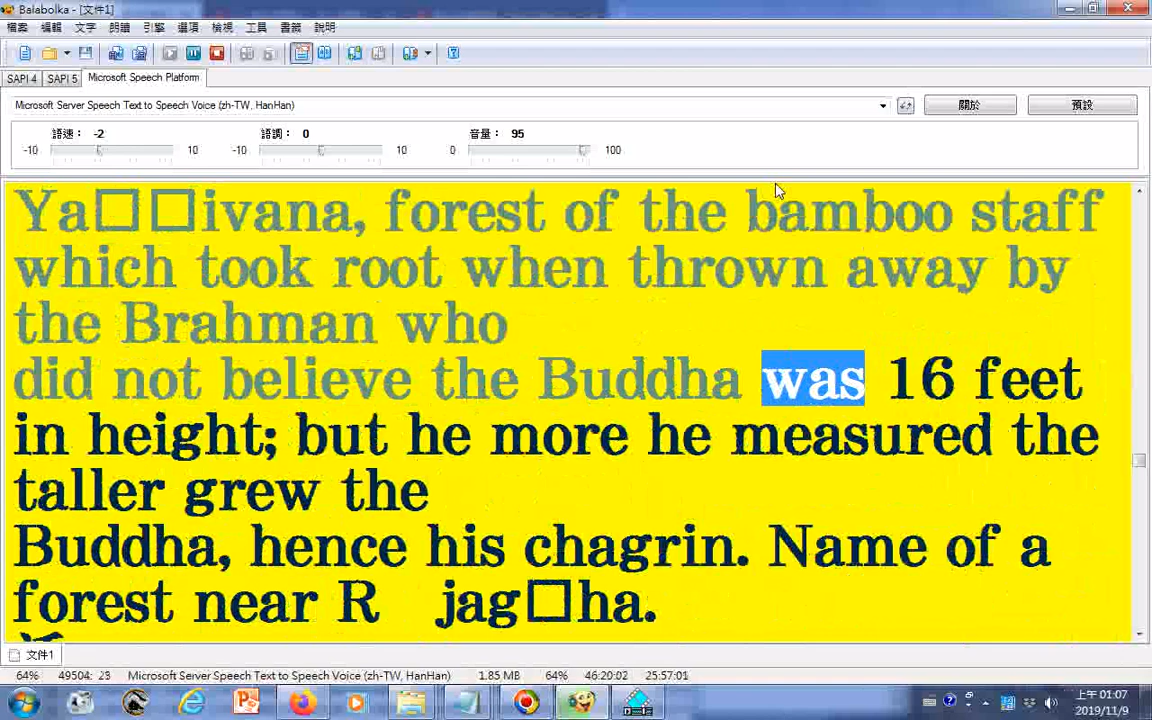 Balabolka - [文件1]
檔案 編輯 文字 朗讀 引擎 選項 檢視 工具 書籤 說明
SAPI 4 SAPI 5 Microsoft Speech Platform
Microsoft Server Speech Text to Speech Voice (zh-TW, HanHan) 關於 預設
語速： -2 語調： 0 音量： 95
-10 10 -10 10 0 100
Ya□□ivana, forest of the bamboo staff
which took root when thrown away by
the Brahman who
did not believe the Buddha was 16 feet
in height; but he more he measured the
taller grew the
Buddha, hence his chagrin. Name of a
forest near R jag□ha.
文件1
64% 49504: 23 Microsoft Server Speech Text to Speech Voice (zh-TW, HanHan) 1.85 MB 64% 46:20:02 25:57:01
上午 01:07
2019/11/9